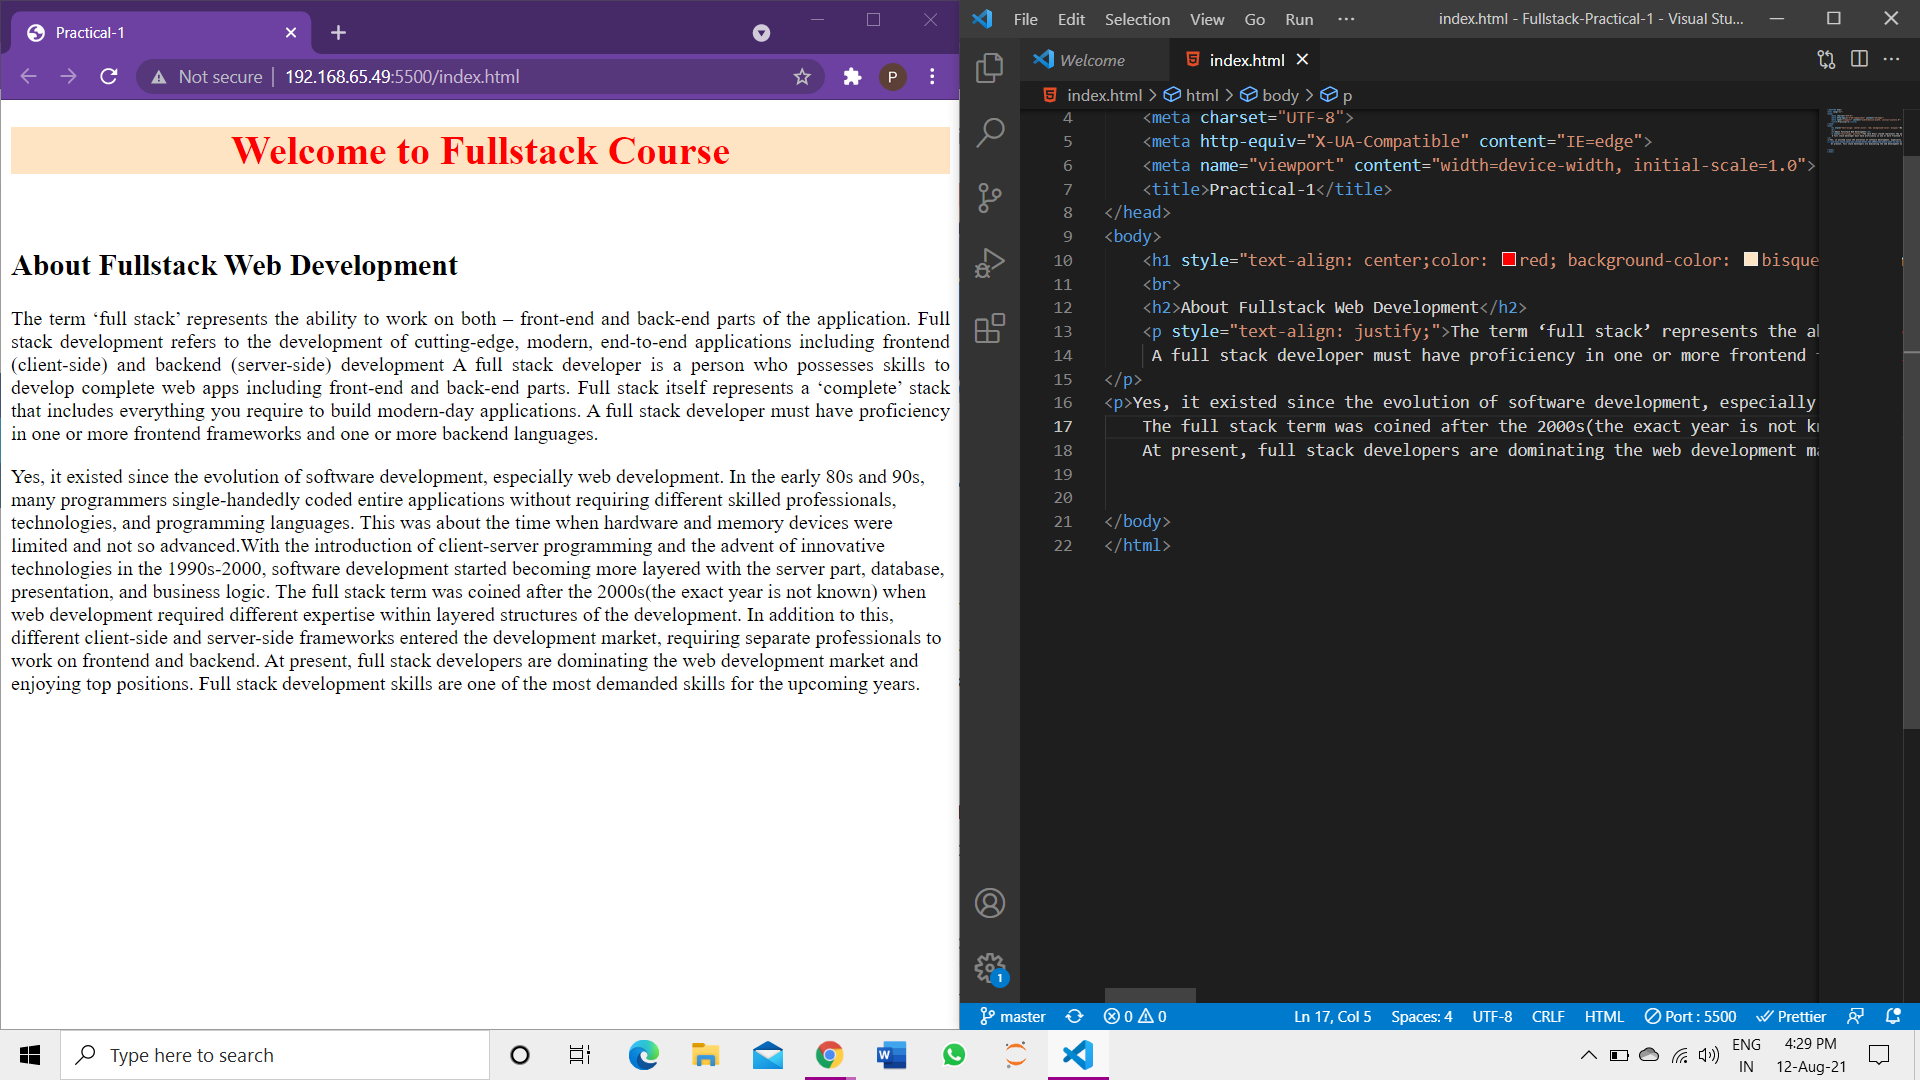 Practical-1
Not secure | 192.168.65.49:5500/index.html
P
Welcome to Fullstack Course
About Fullstack Web Development
The term ‘full stack’ represents the ability to work on both – front-end and back-end parts of the application. Full
stack development refers to the development of cutting-edge, modern, end-to-end applications including frontend
(client-side) and backend (server-side) development A full stack developer is a person who possesses skills to
develop complete web apps including front-end and back-end parts. Full stack itself represents a ‘complete’ stack
that includes everything you require to build modern-day applications. A full stack developer must have proficiency
in one or more frontend frameworks and one or more backend languages.
Yes, it existed since the evolution of software development, especially web development. In the early 80s and 90s,
many programmers single-handedly coded entire applications without requiring different skilled professionals,
technologies, and programming languages. This was about the time when hardware and memory devices were
limited and not so advanced.With the introduction of client-server programming and the advent of innovative
technologies in the 1990s-2000, software development started becoming more layered with the server part, database,
presentation, and business logic. The full stack term was coined after the 2000s(the exact year is not known) when
web development required different expertise within layered structures of the development. In addition to this,
different client-side and server-side frameworks entered the development market, requiring separate professionals to
work on frontend and backend. At present, full stack developers are dominating the web development market and
enjoying top positions. Full stack development skills are one of the most demanded skills for the upcoming years.
File Edit Selection View Go Run ··· index.html - Fullstack-Practical-1 - Visual Stu...
Welcome index.html
index.html > html > body > p
4 <meta charset="UTF-8">
5 <meta http-equiv="X-UA-Compatible" content="IE=edge">
6 <meta name="viewport" content="width=device-width, initial-scale=1.0">
7 <title>Practical-1</title>
8 </head>
9 <body>
10 <h1 style="text-align: center;color: red; background-color: bisque
11 <br>
12 <h2>About Fullstack Web Development</h2>
13 <p style="text-align: justify;">The term ‘full stack’ represents the a
14 A full stack developer must have proficiency in one or more frontend
15 </p>
16 <p>Yes, it existed since the evolution of software development, especially
17 The full stack term was coined after the 2000s(the exact year is not k
18 At present, full stack developers are dominating the web development m
19
20
21 </body>
22 </html>
1
master 0 0 Ln 17, Col 5 Spaces: 4 UTF-8 CRLF HTML Port : 5500 Prettier
Type here to search
ENG
IN
4:29 PM
12-Aug-21